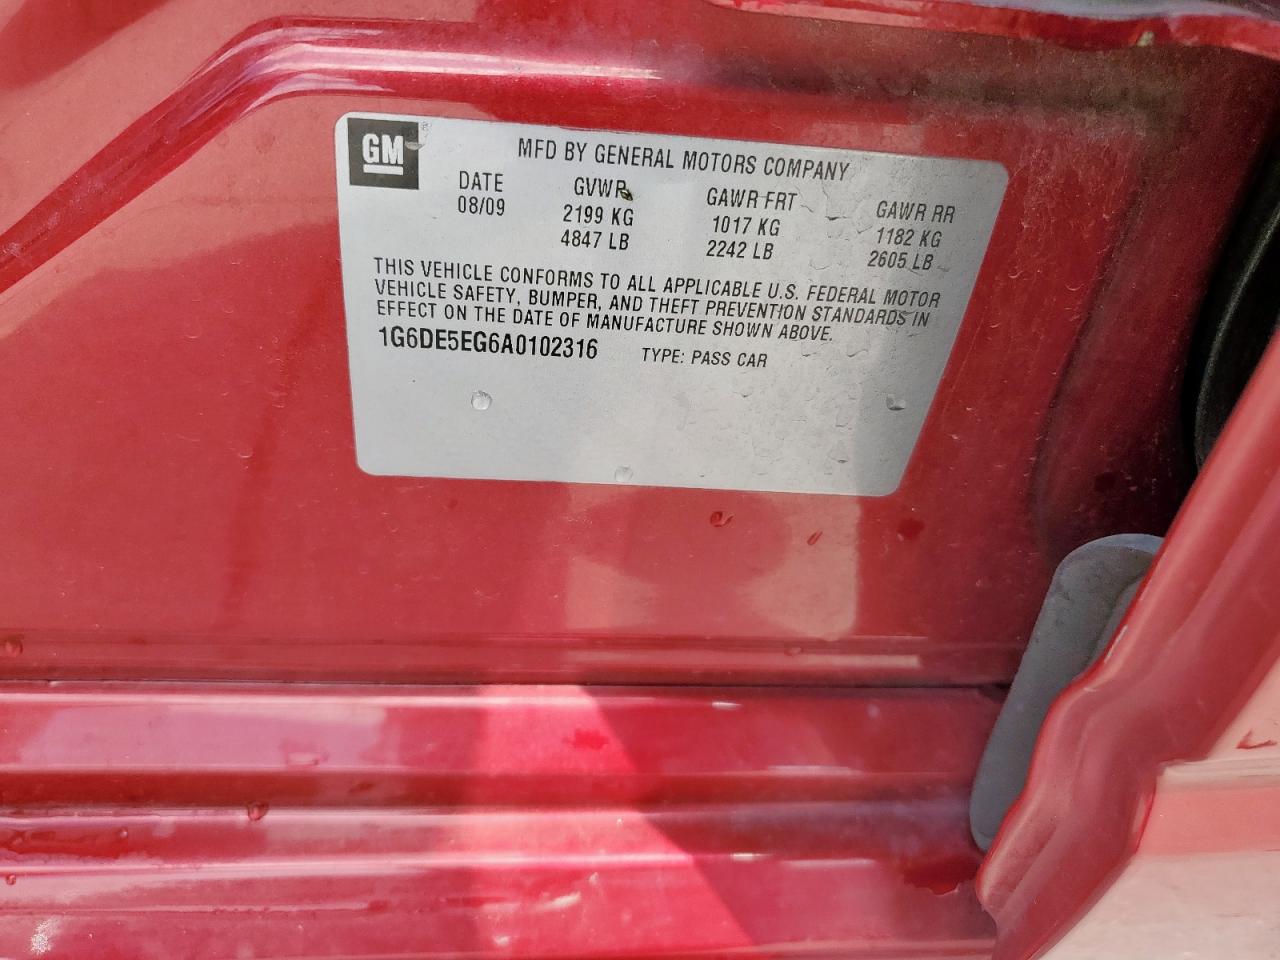 GM
MFD BY GENERAL MOTORS COMPANY
DATE GVWR GAWR FRT GAWR RR
08/09 2199 KG 1017 KG 1182 KG
4847 LB 2242 LB 2605 LB
THIS VEHICLE CONFORMS TO ALL APPLICABLE U.S. FEDERAL MOTOR
VEHICLE SAFETY, BUMPER, AND THEFT PREVENTION STANDARDS IN
EFFECT ON THE DATE OF MANUFACTURE SHOWN ABOVE.
1G6DE5EG6A0102316 TYPE: PASS CAR